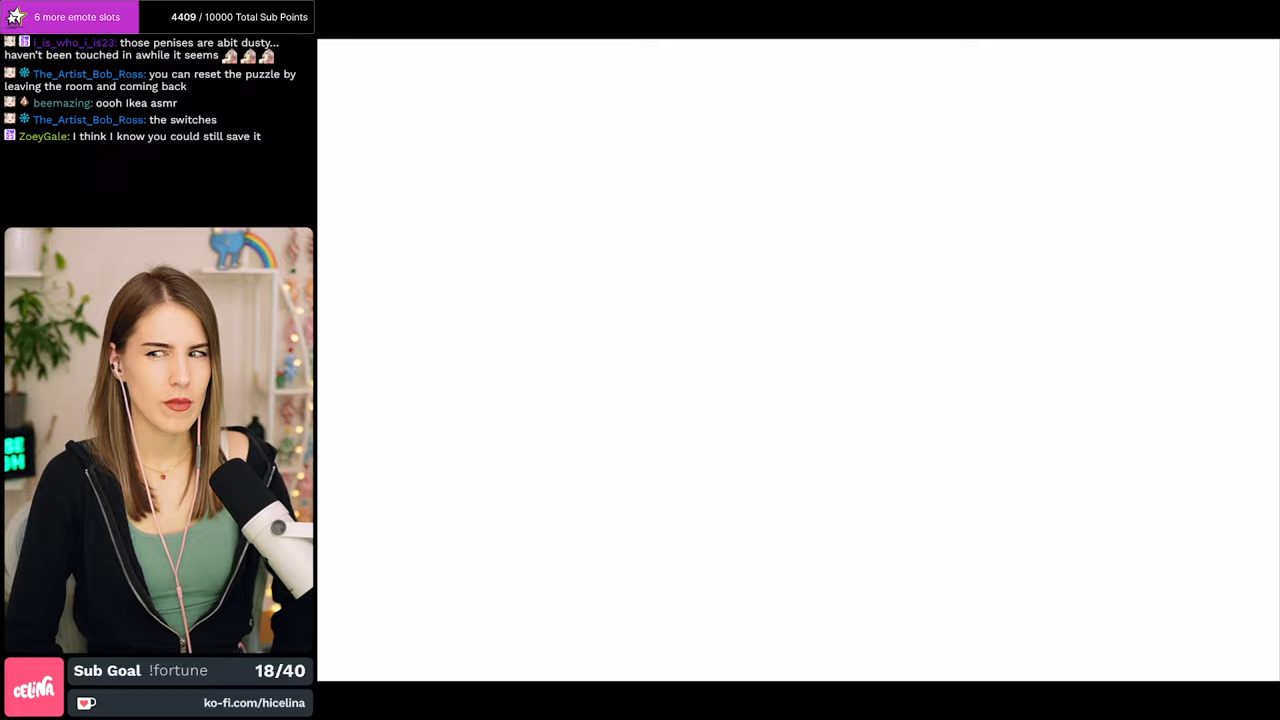 6 more emote slots
4409 / 10000 Total Sub Points
i_is_who_i_is23: those penises are abit dusty...
haven't been touched in awhile it seems
The_Artist_Bob_Ross: you can reset the puzzle by
leaving the room and coming back
beemazing: oooh Ikea asmr
The_Artist_Bob_Ross: the switches
ZoeyGale: I think I know you could still save it
CELINA
Sub Goal !fortune 18/40
ko-fi.com/hicelina